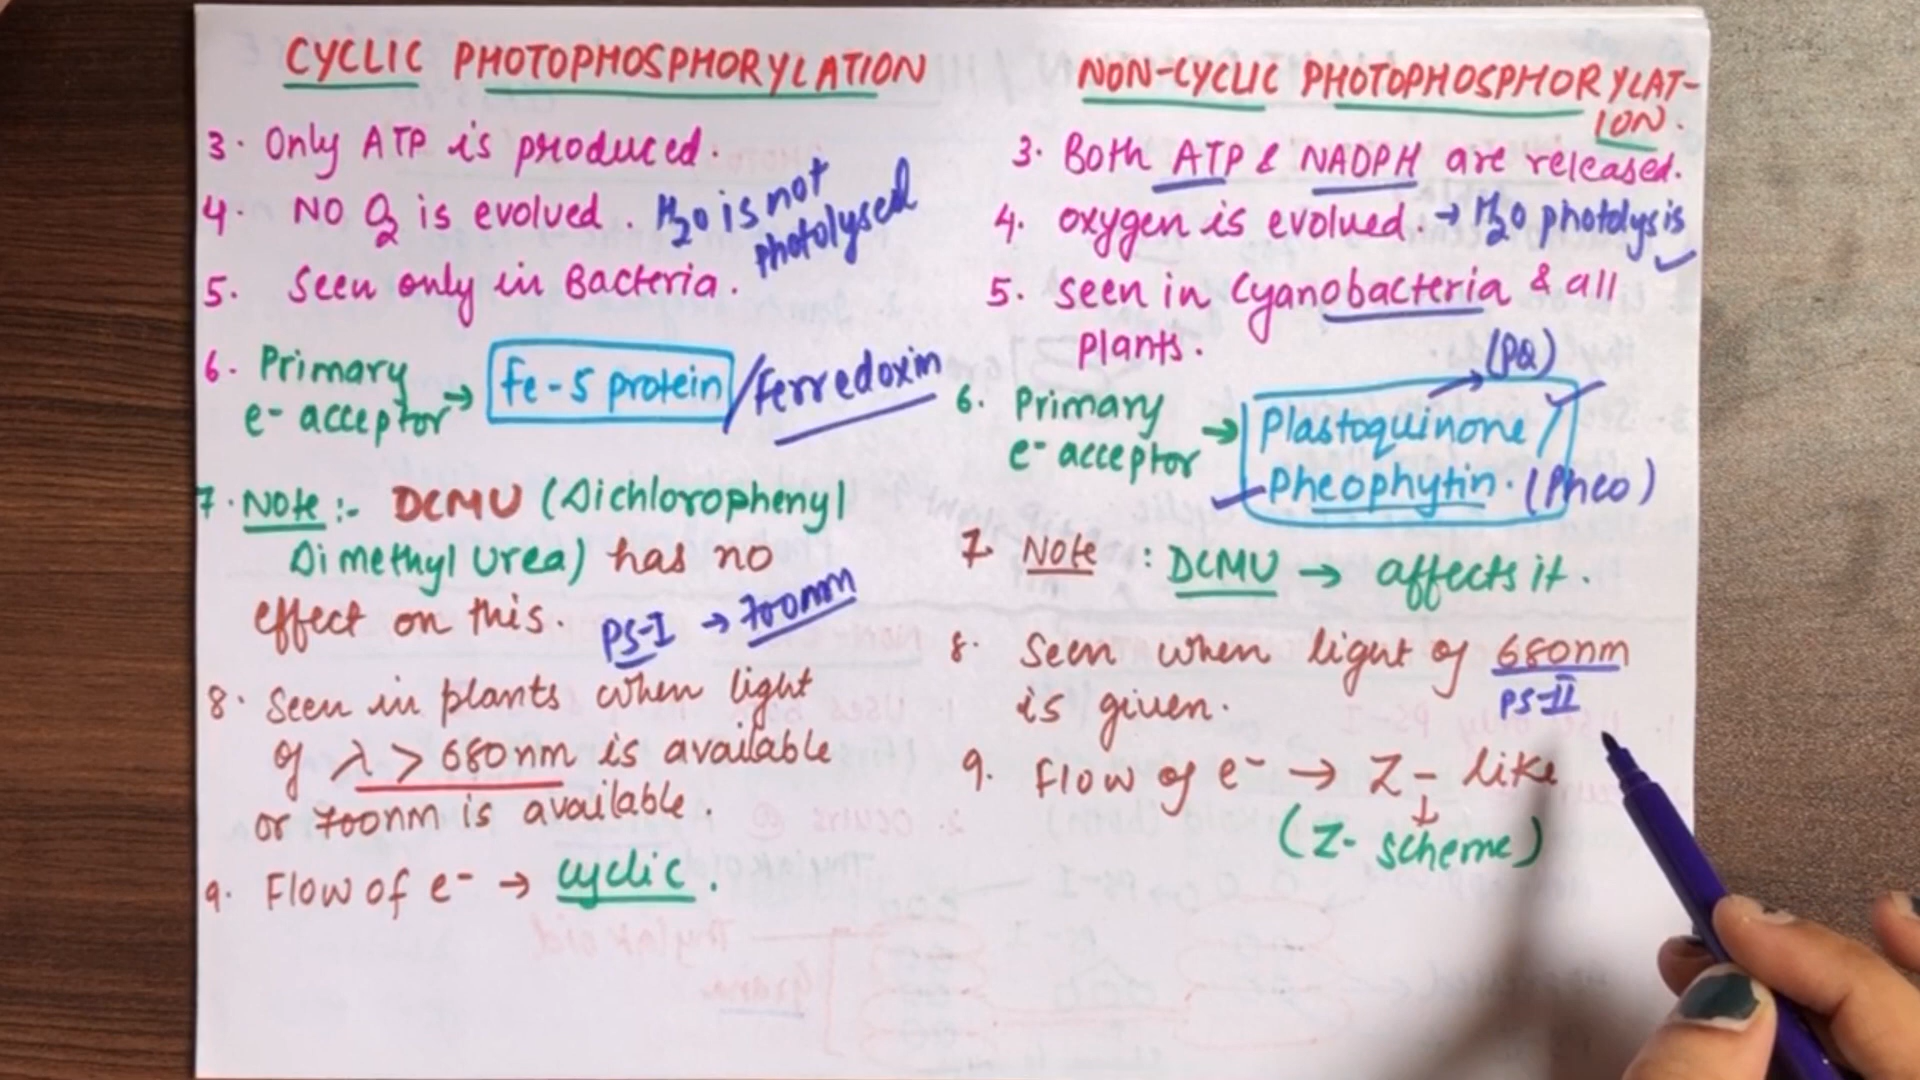 CYCLIC PHOTOPHOSPHORYLATION
3. Only ATP is produced.
4. NO O2 is evolved. H2O is not
photolysed
5. Seen only in Bacteria.
6. Primary
e- acceptor → Fe-S protein / Ferredoxin
7. Note :- DCMU (Dichlorophenyl
Dimethyl Urea) has no
effect on this. PS-I → 700nm
8. Seen in plants when light
of λ > 680nm is available
or 700nm is available.
9. Flow of e- → cyclic.
NON-CYCLIC PHOTOPHOSPHORYLAT-
ION.
3. Both ATP & NADPH are released.
4. oxygen is evolved. → H2O photolysis
5. seen in Cyanobacteria & all
Plants.
(PQ)
6. Primary
e- acceptor → Plastoquinone /
Pheophytin. (Pheo)
7. Note : DCMU → affects it.
8. Seen when light of 680nm
is given. PS-II
9. Flow of e- → Z- like
(Z- scheme)